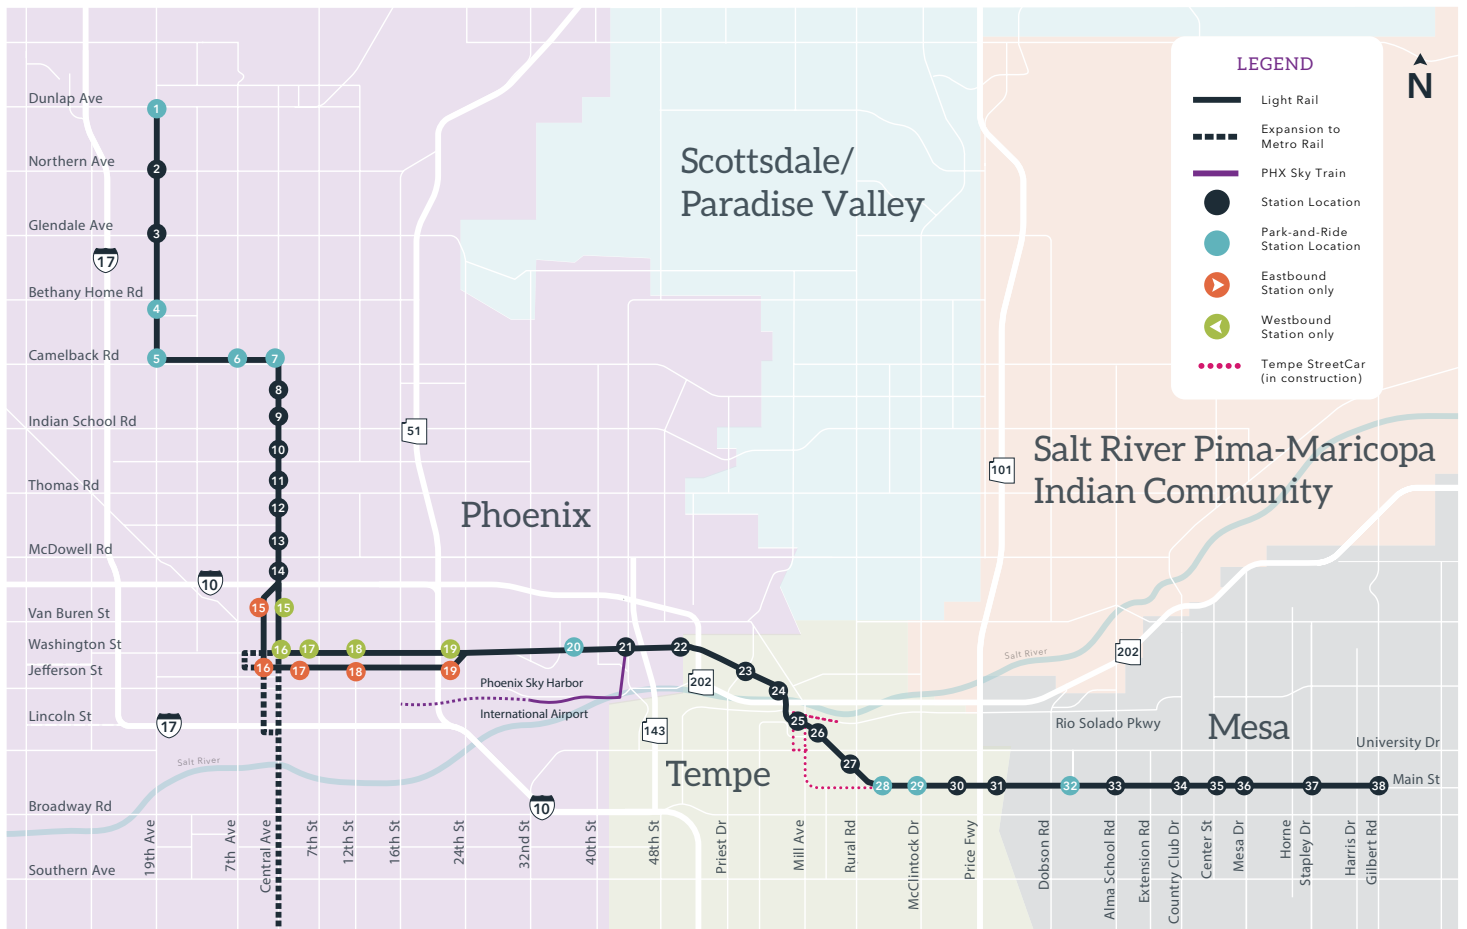 LEGEND
Light Rail
Expansion to
Metro Rail
PHX Sky Train
Station Location
Park-and-Ride
Station Location
Eastbound
Station only
Westbound
Station only
Tempe StreetCar
(in construction)
N
Scottsdale/
Paradise Valley
Salt River Pima-Maricopa
Indian Community
Phoenix
Tempe
Mesa
Dunlap Ave
Northern Ave
Glendale Ave
Bethany Home Rd
Camelback Rd
Indian School Rd
Thomas Rd
McDowell Rd
Van Buren St
Washington St
Jefferson St
Lincoln St
Broadway Rd
Southern Ave
1
2
3
4
5
6
7
8
9
10
11
12
13
14
15
15
16
17
18
19
20
21
22
16
17
18
19
23
24
25
26
27
28
29
30
31
32
33
34
35
36
37
38
17
51
101
10
202
202
17
143
10
Phoenix Sky Harbor
International Airport
Salt River
Salt River
Rio Solado Pkwy
University Dr
Main St
19th Ave
7th Ave
Central Ave
7th St
12th St
16th St
24th St
32nd St
40th St
48th St
Priest Dr
Mill Ave
Rural Rd
McClintock Dr
Price Fwy
Dobson Rd
Alma School Rd
Extension Rd
Country Club Dr
Center St
Mesa Dr
Horne
Stapley Dr
Harris Dr
Gilbert Rd